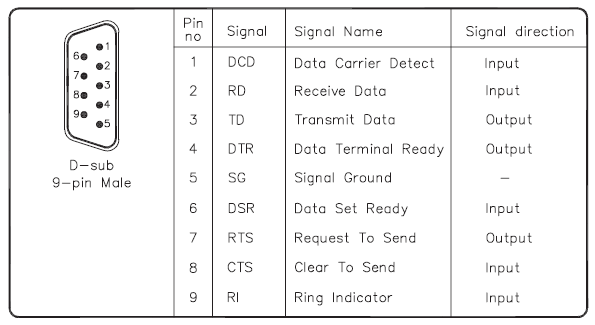 1
6
2
7
3
8
4
9
5
D-sub
9-pin Male
Pin no Signal Signal Name Signal direction
1 DCD Data Carrier Detect Input
2 RD Receive Data Input
3 TD Transmit Data Output
4 DTR Data Terminal Ready Output
5 SG Signal Ground –
6 DSR Data Set Ready Input
7 RTS Request To Send Output
8 CTS Clear To Send Input
9 RI Ring Indicator Input